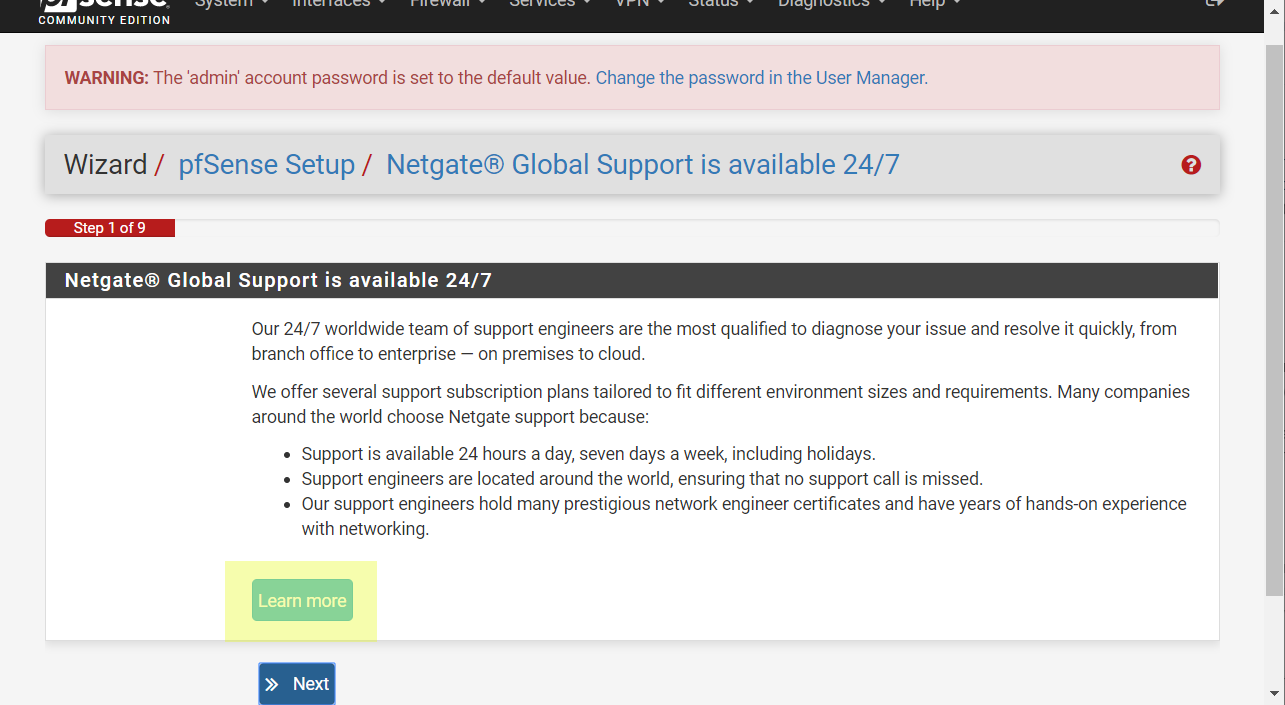 pfSense
System Interfaces Firewall Services VPN Status Diagnostics Help
COMMUNITY EDITION
WARNING: The 'admin' account password is set to the default value. Change the password in the User Manager.
Wizard / pfSense Setup / Netgate® Global Support is available 24/7
Step 1 of 9
Netgate® Global Support is available 24/7
Our 24/7 worldwide team of support engineers are the most qualified to diagnose your issue and resolve it quickly, from
branch office to enterprise — on premises to cloud.
We offer several support subscription plans tailored to fit different environment sizes and requirements. Many companies
around the world choose Netgate support because:
• Support is available 24 hours a day, seven days a week, including holidays.
• Support engineers are located around the world, ensuring that no support call is missed.
• Our support engineers hold many prestigious network engineer certificates and have years of hands-on experience
with networking.
Learn more
Next